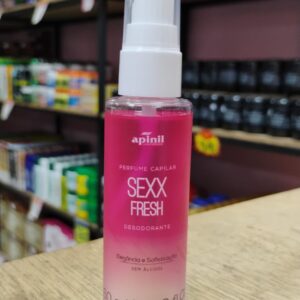 apinil
PERFUME CAPILAR
SEXX
FRESH
DESODORANTE
Elegância e Sofisticação
SEM ÁLCOOL